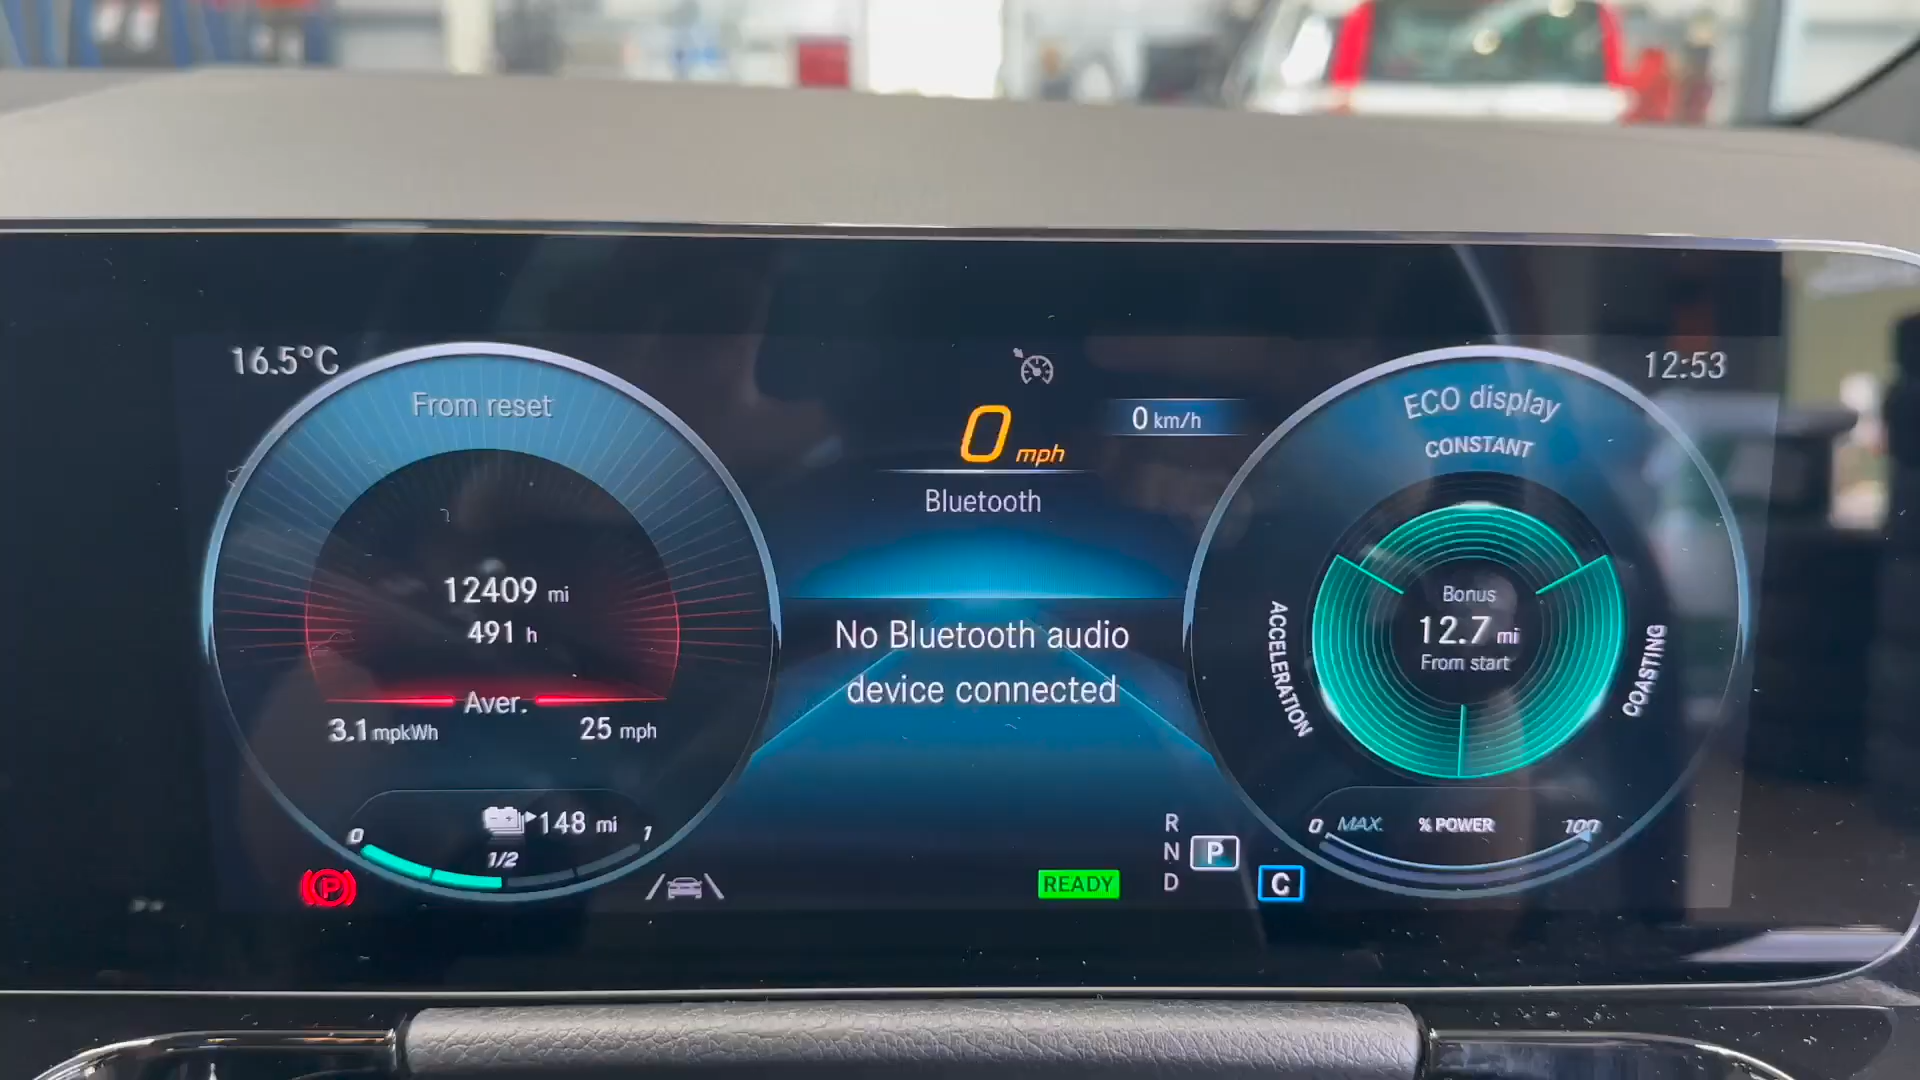 16.5°C
From reset
12409 mi
491 h
Aver.
3.1 mpkWh
25 mph
148 mi
0
1/2
1
P
0 mph
0 km/h
Bluetooth
No Bluetooth audio
device connected
READY
R
N
P
D
C
12:53
ECO display
CONSTANT
ACCELERATION
COASTING
Bonus
12.7 mi
From start
0 MAX. % POWER 100